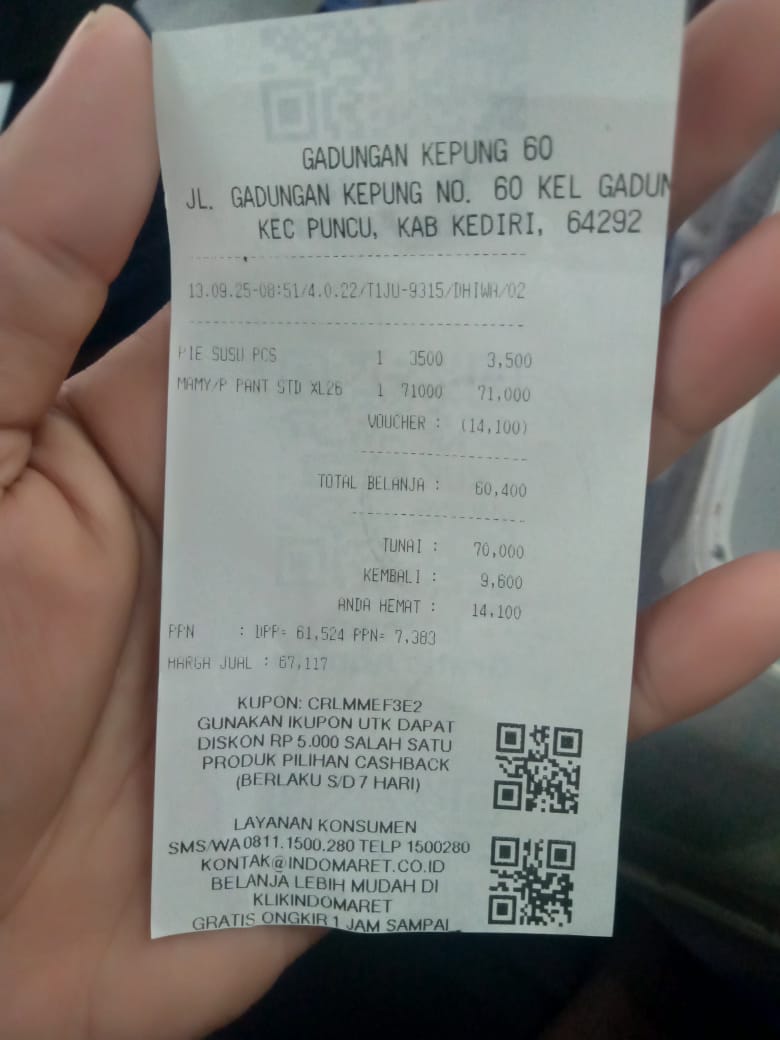 GADUNGAN KEPUNG 60
JL. GADUNGAN KEPUNG NO. 60 KEL GADUN
KEC PUNCU, KAB KEDIRI, 64292
13.09.25-08:51/4.0.22/T1JU-9315/DHIWA/02
PIE SUSU PCS 1 3500 3,500
MAMY/P PANT STD XL26 1 71000 71,000
VOUCHER : (14,100)
TOTAL BELANJA : 60,400
TUNAI : 70,000
KEMBALI : 9,600
ANDA HEMAT : 14,100
PPN : DPP= 61,524 PPN= 7,383
HARGA JUAL : 67,117
KUPON: CRLMMEF3E2
GUNAKAN IKUPON UTK DAPAT
DISKON RP 5.000 SALAH SATU
PRODUK PILIHAN CASHBACK
(BERLAKU S/D 7 HARI)
LAYANAN KONSUMEN
SMS/WA 0811.1500.280 TELP 1500280
KONTAK@INDOMARET.CO.ID
BELANJA LEBIH MUDAH DI
KLIKINDOMARET
GRATIS ONGKIR 1 JAM SAMPAI